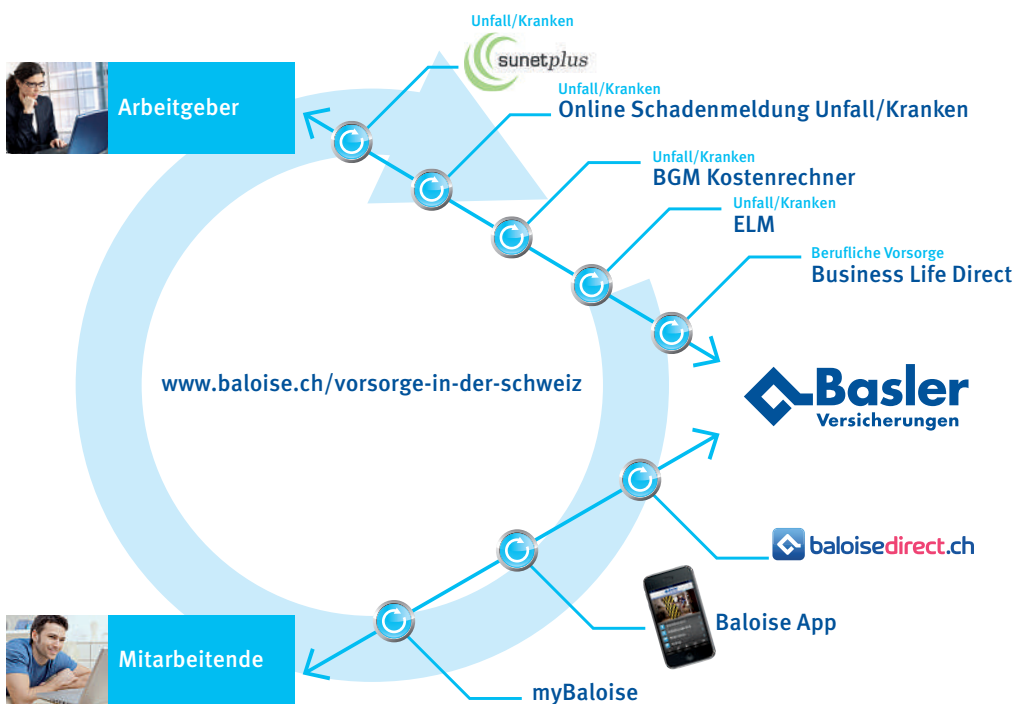 Unfall/Kranken
sunetplus
Arbeitgeber
Unfall/Kranken
Online Schadenmeldung Unfall/Kranken
Unfall/Kranken
BGM Kostenrechner
Unfall/Kranken
ELM
Berufliche Vorsorge
Business Life Direct
www.baloise.ch/vorsorge-in-der-schweiz
Basler
Versicherungen
baloisedirect.ch
Baloise App
Mitarbeitende
myBaloise